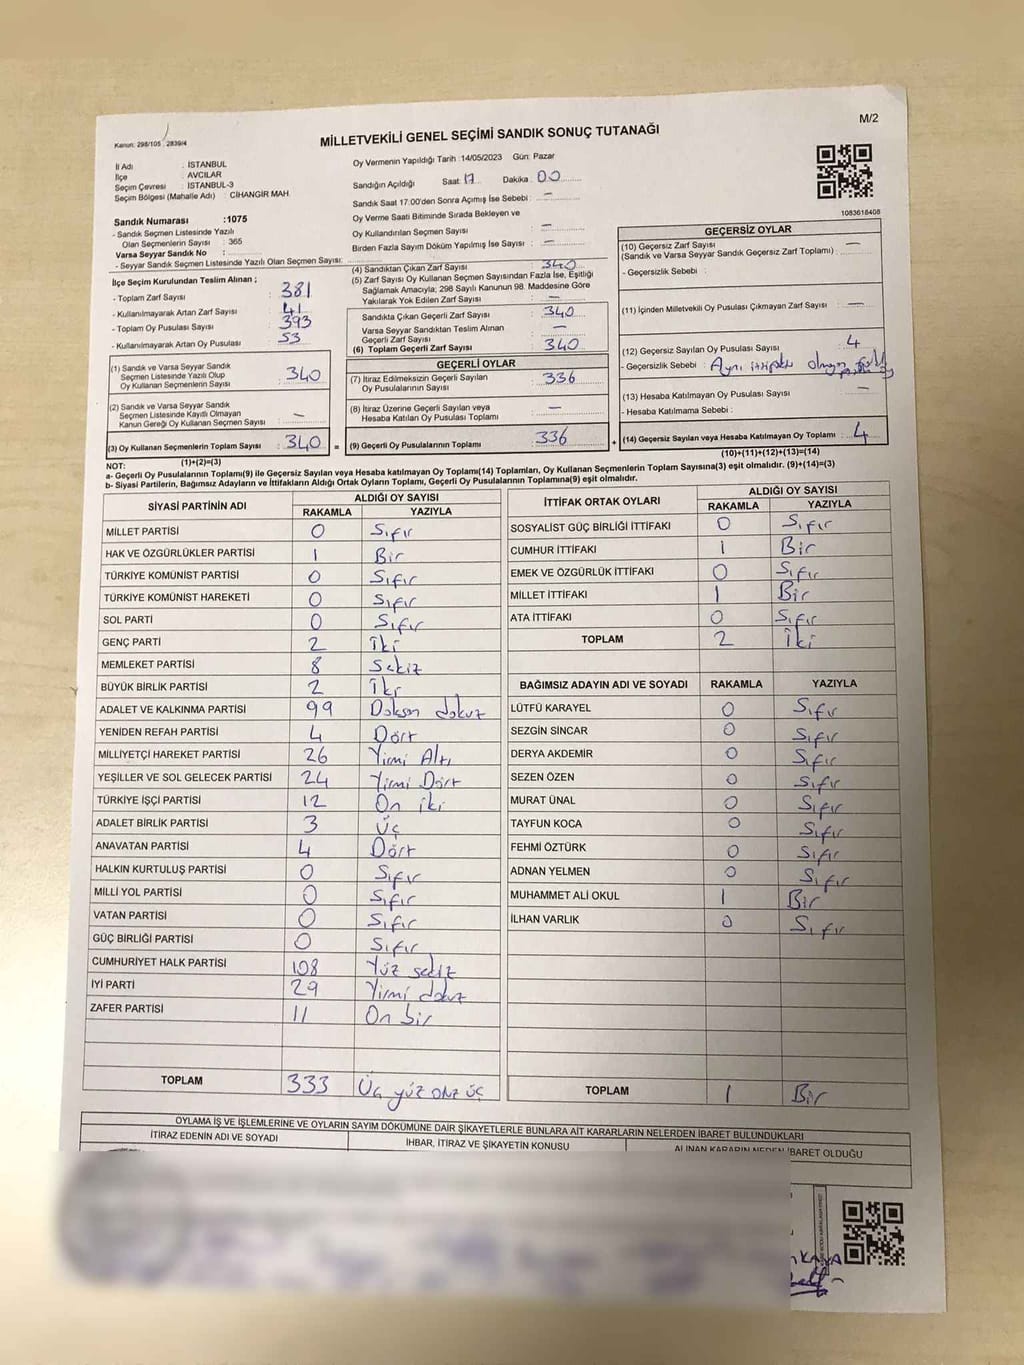 M/2
Kanun: 298/105 2839/4
MİLLETVEKİLİ GENEL SEÇİMİ SANDIK SONUÇ TUTANAĞI
İl Adı : İSTANBUL
İlçe : AVCILAR
Seçim Çevresi : İSTANBUL-3
Seçim Bölgesi (Mahalle Adı) : CİHANGİR MAH.
Sandık Numarası :1075
- Sandık Seçmen Listesinde Yazılı
Olan Seçmenlerin Sayısı : 365
Varsa Seyyar Sandık No :
- Seyyar Sandık Seçmen Listesinde Yazılı Olan Seçmen Sayısı:
İlçe Seçim Kurulundan Teslim Alınan ;
- Toplam Zarf Sayısı : 381
- Kullanılmayarak Artan Zarf Sayısı : 41
- Toplam Oy Pusulası Sayısı : 393
- Kullanılmayarak Artan Oy Pusulası : 53
(1) Sandık ve Varsa Seyyar Sandık
Seçmen Listesinde Yazılı Olup
Oy Kullanan Seçmenlerin Sayısı : 340
(2) Sandık ve Varsa Seyyar Sandık
Seçmen Listesinde Kayıtlı Olmayan
Kanun Gereği Oy Kullanan Seçmen Sayısı : –
(3) Oy Kullanan Seçmenlerin Toplam Sayısı : 340 =
(1)+(2)=(3)
Oy Vermenin Yapıldığı Tarih :14/05/2023 Gün: Pazar
Sandığın Açıldığı Saat: 17 Dakika : 00
Sandık Saat 17.00'den Sonra Açımış İse Sebebi : –
Oy Verme Saati Bitiminde Sırada Bekleyen ve
Oy Kullandırılan Seçmen Sayısı : –
Birden Fazla Sayım Döküm Yapılmış İse Sayısı : –
(4) Sandıktan Çıkan Zarf Sayısı : 340
(5) Zarf Sayısı Oy Kullanan Seçmen Sayısından Fazla İse, Eşitliği
Sağlamak Amacıyla; 298 Sayılı Kanunun 98. Maddesine Göre
Yakılarak Yok Edilen Zarf Sayısı : –
Sandıkta Çıkan Geçerli Zarf Sayısı : 340
Varsa Seyyar Sandıktan Teslim Alınan
Geçerli Zarf Sayısı : –
(6) Toplam Geçerli Zarf Sayısı : 340
GEÇERLİ OYLAR
(7) İtiraz Edilmeksizin Geçerli Sayılan
Oy Pusulalarının Sayısı : 336
(8) İtiraz Üzerine Geçerli Sayılan veya
Hesaba Katılan Oy Pusulası Toplamı : –
(9) Geçerli Oy Pusulalarının Toplamı : 336 +
1083618408
GEÇERSİZ OYLAR
(10) Geçersiz Zarf Sayısı : –
(Sandık ve Varsa Seyyar Sandık Geçersiz Zarf Toplamı)
- Geçersizlik Sebebi :
(11) İçinden Milletvekili Oy Pusulası Çıkmayan Zarf Sayısı : –
(12) Geçersiz Sayılan Oy Pusulası Sayısı : 4
- Geçersizlik Sebebi : Aynı ittifakta olmayan
(13) Hesaba Katılmayan Oy Pusulası Sayısı : –
- Hesaba Katılmama Sebebi :
(14) Geçersiz Sayılan veya Hesaba Katılmayan Oy Toplamı : 4
(10)+(11)+(12)+(13)=(14)
NOT:
a- Geçerli Oy Pusulalarının Toplamı(9) ile Geçersiz Sayılan veya Hesaba katılmayan Oy Toplamı(14) Toplamları, Oy Kullanan Seçmenlerin Toplam Sayısına(3) eşit olmalıdır. (9)+(14)=(3)
b- Siyasi Partilerin, Bağımsız Adayların ve İttifakların Aldığı Ortak Oyların Toplamı, Geçerli Oy Pusulalarının Toplamına(9) eşit olmalıdır.
SİYASİ PARTİNİN ADI ALDIĞI OY SAYISI
RAKAMLA YAZIYLA
MİLLET PARTİSİ 0 Sıfır
HAK VE ÖZGÜRLÜKLER PARTİSİ 1 Bir
TÜRKİYE KOMÜNİST PARTİSİ 0 Sıfır
TÜRKİYE KOMÜNİST HAREKETİ 0 Sıfır
SOL PARTİ 0 Sıfır
GENÇ PARTİ 2 İki
MEMLEKET PARTİSİ 8 Sekiz
BÜYÜK BİRLİK PARTİSİ 2 İki
ADALET VE KALKINMA PARTİSİ 99 Doksan dokuz
YENİDEN REFAH PARTİSİ 4 Dört
MİLLİYETÇİ HAREKET PARTİSİ 26 Yirmi Altı
YEŞİLLER VE SOL GELECEK PARTİSİ 24 Yirmi Dört
TÜRKİYE İŞÇİ PARTİSİ 12 On iki
ADALET BİRLİK PARTİSİ 3 Üç
ANAVATAN PARTİSİ 4 Dört
HALKIN KURTULUŞ PARTİSİ 0 Sıfır
MİLLİ YOL PARTİSİ 0 Sıfır
VATAN PARTİSİ 0 Sıfır
GÜÇ BİRLİĞİ PARTİSİ 0 Sıfır
CUMHURİYET HALK PARTİSİ 108 Yüz sekiz
İYİ PARTİ 29 Yirmi dokuz
ZAFER PARTİSİ 11 On bir
TOPLAM 333 Üç yüz otuz üç
İTTİFAK ORTAK OYLARI ALDIĞI OY SAYISI
RAKAMLA YAZIYLA
SOSYALİST GÜÇ BİRLİĞİ İTTİFAKI 0 Sıfır
CUMHUR İTTİFAKI 1 Bir
EMEK VE ÖZGÜRLÜK İTTİFAKI 0 Sıfır
MİLLET İTTİFAKI 1 Bir
ATA İTTİFAKI 0 Sıfır
TOPLAM 2 İki
BAĞIMSIZ ADAYIN ADI VE SOYADI RAKAMLA YAZIYLA
LÜTFÜ KARAYEL 0 Sıfır
SEZGİN SİNCAR 0 Sıfır
DERYA AKDEMİR 0 Sıfır
SEZEN ÖZEN 0 Sıfır
MURAT ÜNAL 0 Sıfır
TAYFUN KOCA 0 Sıfır
FEHMİ ÖZTÜRK 0 Sıfır
ADNAN YELMEN 0 Sıfır
MUHAMMET ALİ OKUL 1 Bir
İLHAN VARLIK 0 Sıfır
TOPLAM 1 Bir
OYLAMA İŞ VE İŞLEMLERİNE VE OYLARIN SAYIM DÖKÜMÜNE DAİR ŞİKAYETLERLE BUNLARA AİT KARARLARIN NELERDEN İBARET BULUNDUKLARI
İTİRAZ EDENİN ADI VE SOYADI İHBAR, İTİRAZ VE ŞİKAYETİN KONUSU ALINAN KARARIN NEDEN İBARET OLDUĞU